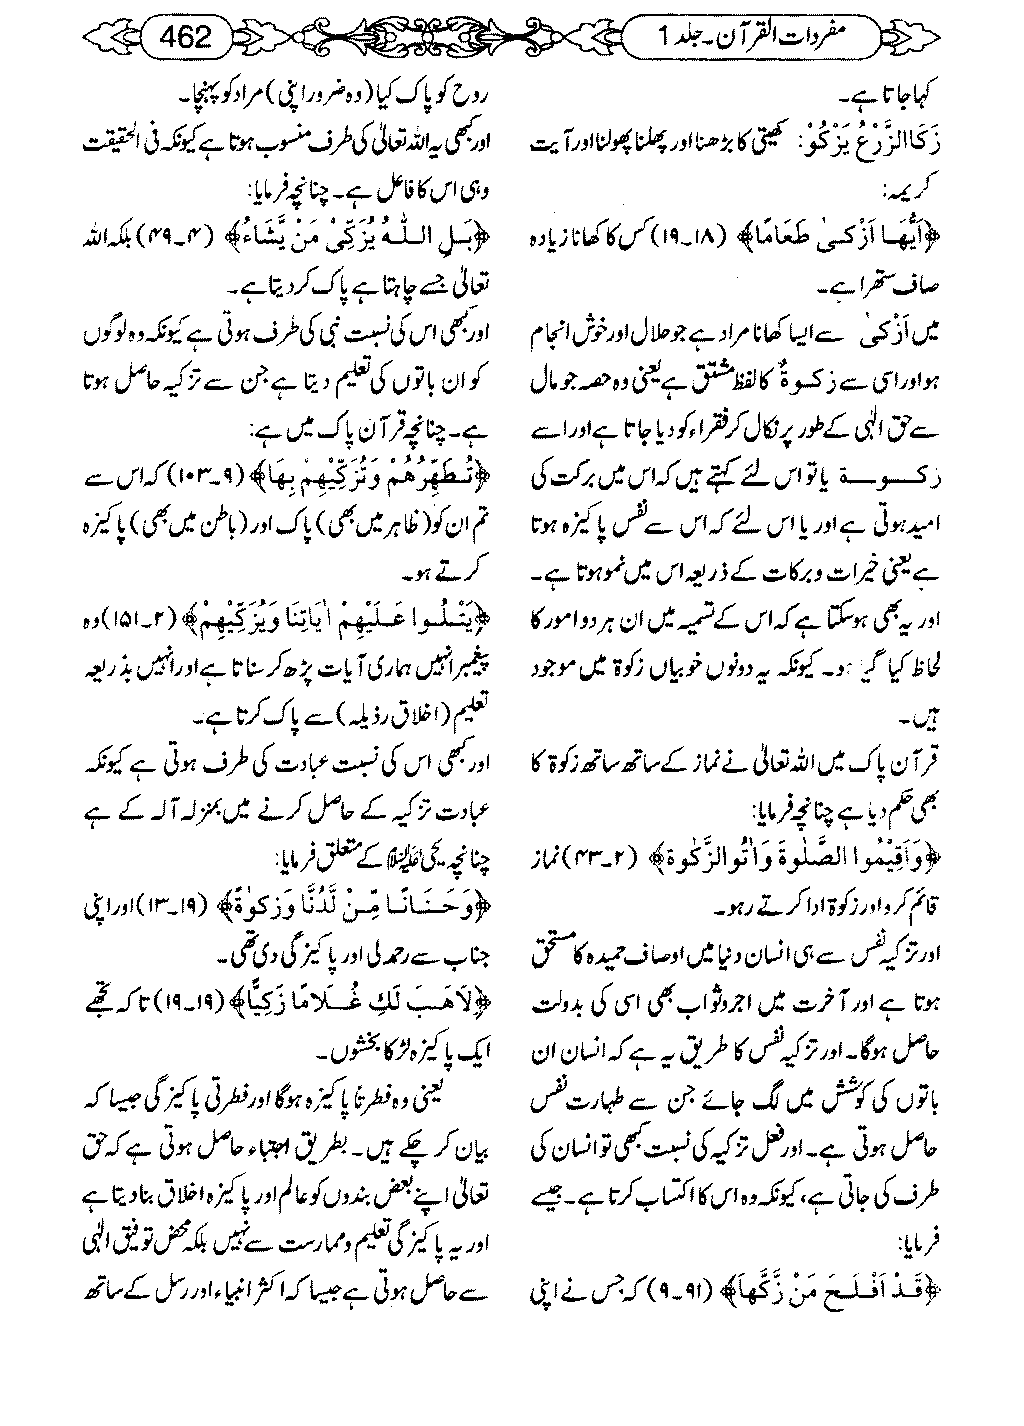 مفردات القرآن۔ جلد 1
462
کہا جاتا ہے۔
زَكَا الزَّرْعُ يَزْكُوْ: کھیتی کا بڑھنا اور پھلنا پھولنا اور آیت
کریمہ:
﴿اَيُّهَا اَزْكىٰ طَعَامًا﴾ (۱۸۔۱۹) کس کا کھانا زیادہ
صاف ستھرا ہے۔
میں اَزْكىٰ سے ایسا کھانا مراد ہے جو حلال اور خوش انجام
ہو اور اسی سے زکوۃٌ کا لفظ مشتق ہے یعنی وہ حصہ جو مال
سے حق الٰہی کے طور پر نکال کر فقراء کو دیا جاتا ہے اور اسے
زکوۃ یا تو اس لئے کہتے ہیں کہ اس میں برکت کی
امید ہوتی ہے اور یا اس لئے کہ اس سے نفس پاکیزہ ہوتا
ہے یعنی خیرات و برکات کے ذریعہ اس میں نمو ہوتا ہے۔
اور یہ بھی ہو سکتا ہے کہ اس کے تسمیہ میں ان ہر دو امور کا
لحاظ کیا گیا ہو۔ کیونکہ یہ دونوں خوبیاں زکوۃ میں موجود
ہیں۔
قرآن پاک میں اللہ تعالیٰ نے نماز کے ساتھ ساتھ زکوۃ کا
بھی حکم دیا ہے چنانچہ فرمایا:
﴿وَاَقِيْمُوا الصَّلٰوةَ وَاٰتُوا الزَّكٰوةَ﴾ (۲۔۴۳) نماز
قائم کرو اور زکوۃ ادا کرتے رہو۔
اور تزکیہ نفس سے ہی انسان دنیا میں اوصاف حمیدہ کا مستحق
ہوتا ہے اور آخرت میں اجر و ثواب بھی اسی کی بدولت
حاصل ہوگا۔ اور تزکیہ نفس کا طریق یہ ہے کہ انسان ان
باتوں کی کوشش میں لگ جائے جن سے طہارت نفس
حاصل ہوتی ہے۔ اور فعل تزکیہ کی نسبت کبھی تو انسان کی
طرف کی جاتی ہے، کیونکہ وہ اس کا اکتساب کرتا ہے۔ جیسے
فرمایا:
﴿قَدْ اَفْلَحَ مَنْ زَكّٰهَا﴾ (۹۱۔۹) کہ جس نے اپنی
روح کو پاک کیا (وہ ضرور اپنی) مراد کو پہنچا۔
اور کبھی یہ اللہ تعالیٰ کی طرف منسوب ہوتا ہے کیونکہ فی الحقیقت
وہی اس کا فاعل ہے۔ چنانچہ فرمایا:
﴿بَلِ اللّٰهُ يُزَكِّىْ مَنْ يَّشَاءُ﴾ (۴۔۴۹) بلکہ اللہ
تعالیٰ جسے چاہتا ہے پاک کر دیتا ہے۔
اور کبھی اس کی نسبت نبی کی طرف ہوتی ہے کیونکہ وہ لوگوں
کو ان باتوں کی تعلیم دیتا ہے جن سے تزکیہ حاصل ہوتا
ہے۔ چنانچہ قرآن پاک میں ہے:
﴿تُطَهِّرُهُمْ وَتُزَكِّيْهِمْ بِهَا﴾ (۹۔۱۰۳) کہ اس سے
تم ان کو (ظاہر میں بھی) پاک اور (باطن میں بھی) پاکیزہ
کرتے ہو۔
﴿يَتْلُوا عَلَيْهِمْ اٰيَاتِنَا وَيُزَكِّيْهِمْ﴾ (۲۔۱۵۱) وہ
پیغمبر انہیں ہماری آیات پڑھ کر سناتا ہے اور انہیں بذریعہ
تعلیم (اخلاق رذیلہ) سے پاک کرتا ہے۔
اور کبھی اس کی نسبت عبادت کی طرف ہوتی ہے کیونکہ
عبادت تزکیہ کے حاصل کرنے میں بمنزلہ آلہ کے ہے
چنانچہ یحییٰ علیہ السلام کے متعلق فرمایا:
﴿وَحَنَانًا مِّنْ لَّدُنَّا وَزَكوٰةً﴾ (۱۹۔۱۳) اور اپنی
جناب سے رحمدلی اور پاکیزگی دی تھی۔
﴿لِاَهَبَ لَكِ غُلَامًا زَكِيًّا﴾ (۱۹۔۱۹) تاکہ تجھے
ایک پاکیزہ لڑکا بخشوں۔
یعنی وہ فطرتا پاکیزہ ہوگا اور فطرتی پاکیزگی جیسا کہ
بیان کر چکے ہیں۔ بطریق اجتباء حاصل ہوتی ہے کہ حق
تعالیٰ اپنے بعض بندوں کو عالم اور پاکیزہ اخلاق بنا دیتا ہے
اور یہ پاکیزگی تعلیم و ممارست سے نہیں بلکہ محض توفیق الٰہی
سے حاصل ہوتی ہے جیسا کہ اکثر انبیاء اور رسل کے ساتھ